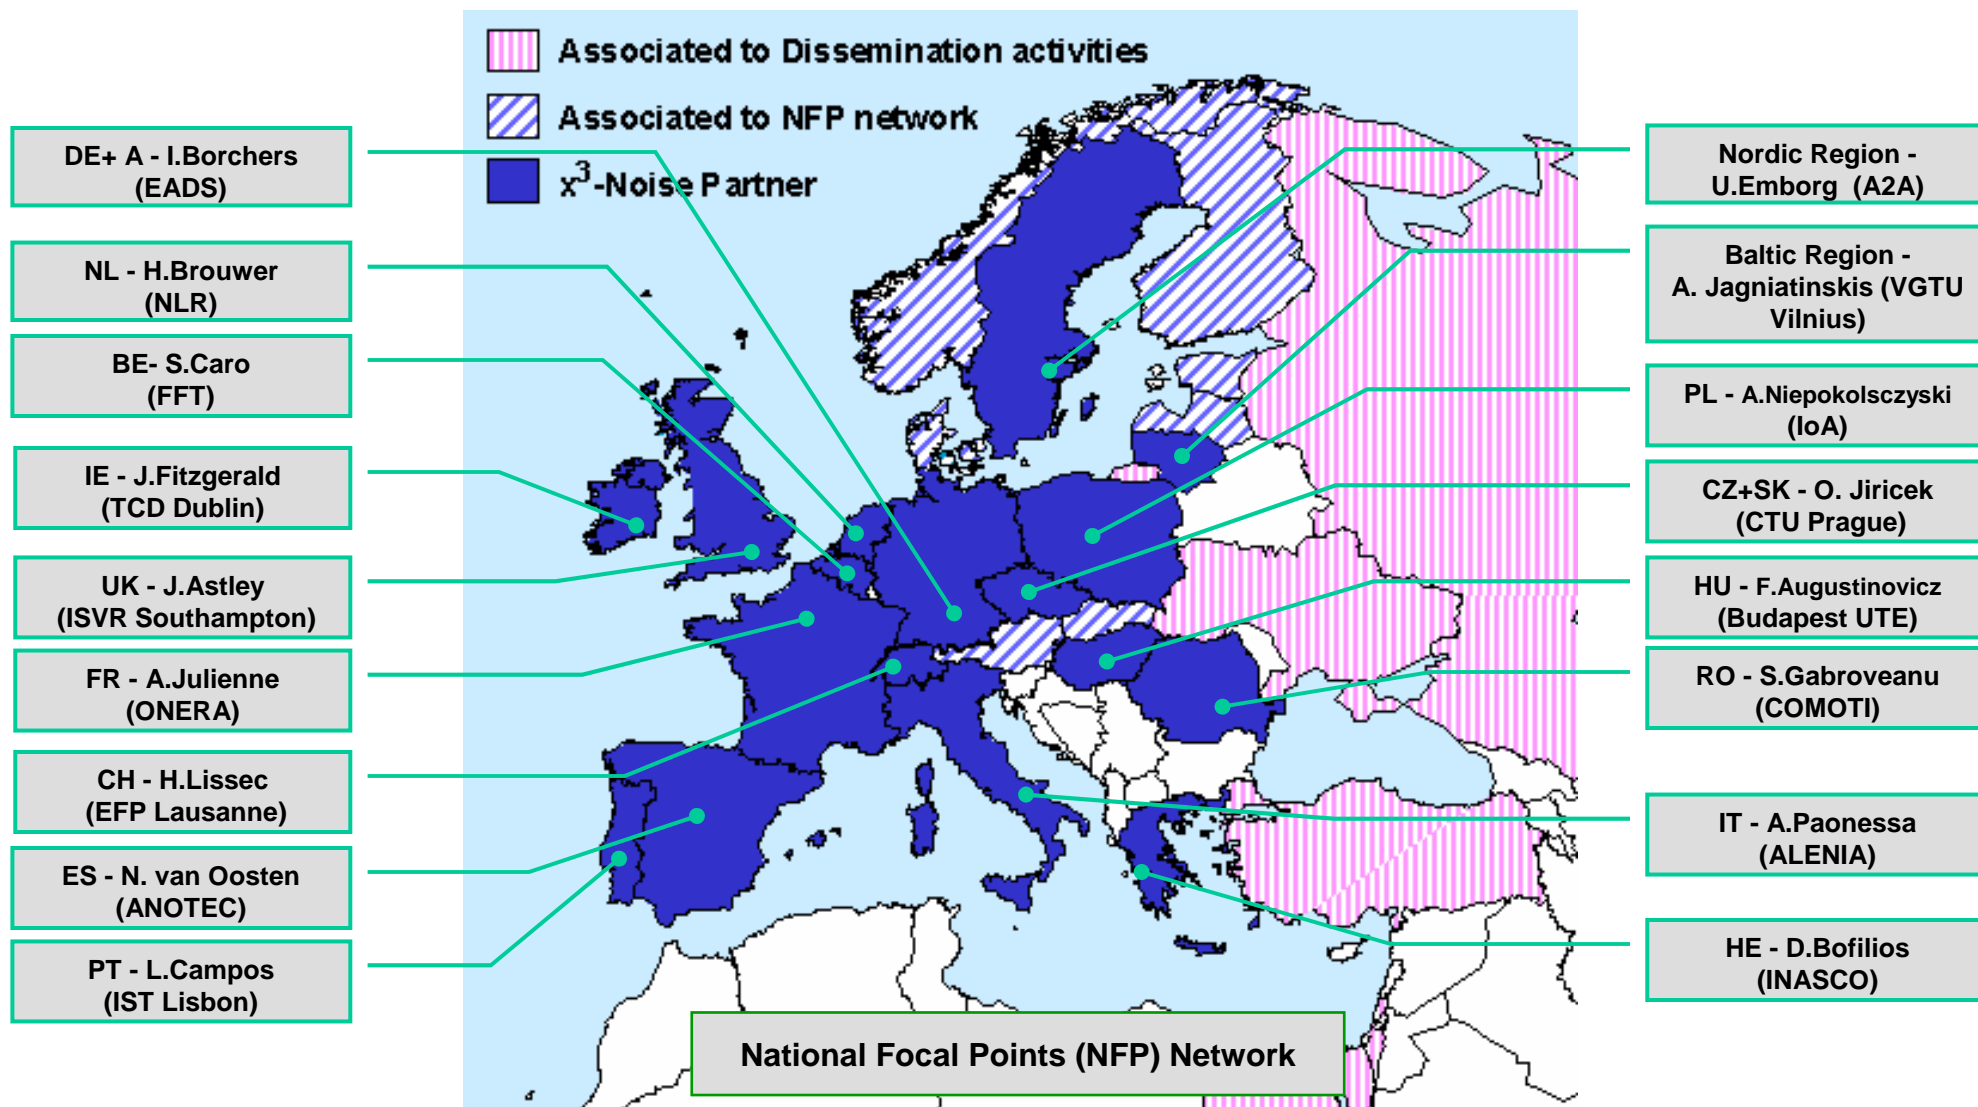 Associated to Dissemination activities
Associated to NFP network
x³-Noise Partner
DE+ A - I.Borchers
(EADS)
NL - H.Brouwer
(NLR)
BE- S.Caro
(FFT)
IE - J.Fitzgerald
(TCD Dublin)
UK - J.Astley
(ISVR Southampton)
FR - A.Julienne
(ONERA)
CH - H.Lissec
(EFP Lausanne)
ES - N. van Oosten
(ANOTEC)
PT - L.Campos
(IST Lisbon)
Nordic Region -
U.Emborg (A2A)
Baltic Region -
A. Jagniatinskis (VGTU
Vilnius)
PL - A.Niepokolsczyski
(IoA)
CZ+SK - O. Jiricek
(CTU Prague)
HU - F.Augustinovicz
(Budapest UTE)
RO - S.Gabroveanu
(COMOTI)
IT - A.Paonessa
(ALENIA)
HE - D.Bofilios
(INASCO)
National Focal Points (NFP) Network